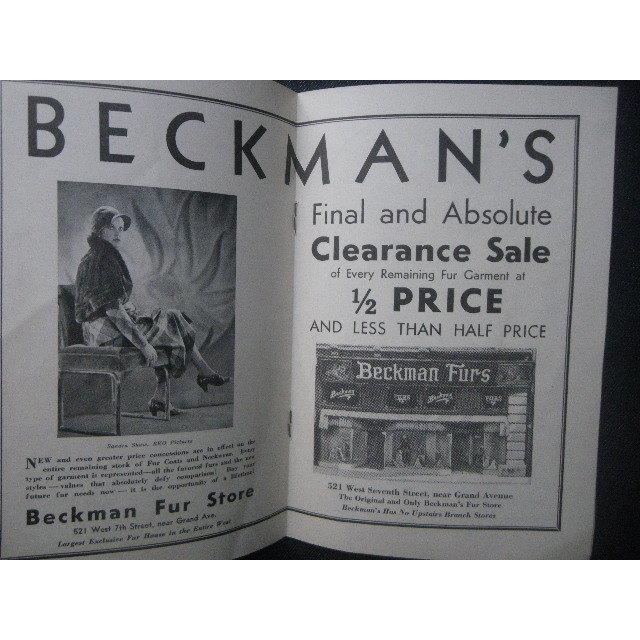 BECKMAN'S
RKO Pictures
NEW and even greater price concessions are in effect on the
entire remaining stock of Fur Coats and Neckwear. Every
type of garment is represented—all the favored furs and the new
styles — values that absolutely defy comparison! Buy your
future fur needs now — it is the opportunity of a lifetime!
Beckman Fur Store
521 West 7th Street, near Grand Ave.
Largest Exclusive Fur House in the Entire West
Final and Absolute
Clearance Sale
of Every Remaining Fur Garment at
½ PRICE
AND LESS THAN HALF PRICE
Beckman Furs
521 West Seventh Street, near Grand Avenue
The Original and Only Beckman's Fur Store
Beckman's Has No Upstairs Branch Stores